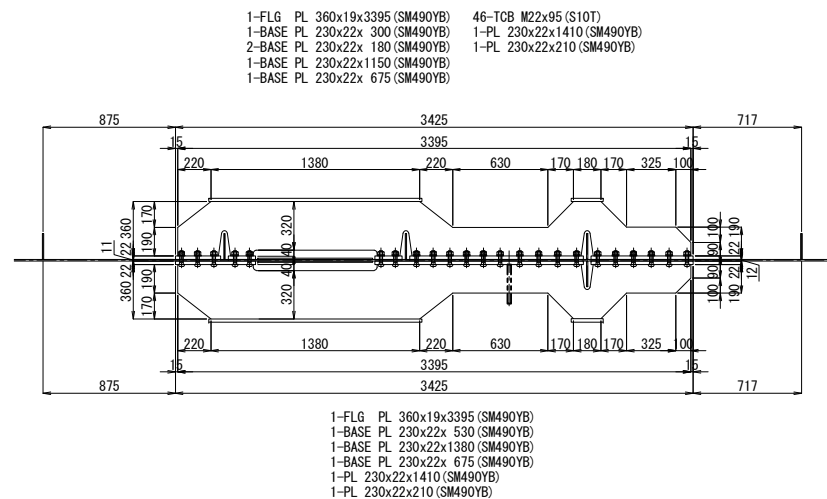 1-FLG PL 360x19x3395(SM490YB) 46-TCB M22x95(S10T)
1-BASE PL 230x22x 300(SM490YB) 1-PL 230x22x1410(SM490YB)
2-BASE PL 230x22x 180(SM490YB) 1-PL 230x22x210(SM490YB)
1-BASE PL 230x22x1150(SM490YB)
1-BASE PL 230x22x 675(SM490YB)
875 3425 717
15 3395 15
220 1380 220 630 170 180 170 325 100
360 170 320 100 190
11 22 190 40 90 22
22 190 40 90 22 12
360 170 320 100 190
220 1380 220 630 170 180 170 325 100
15 3395 15
875 3425 717
1-FLG PL 360x19x3395(SM490YB)
1-BASE PL 230x22x 530(SM490YB)
1-BASE PL 230x22x1380(SM490YB)
1-BASE PL 230x22x 675(SM490YB)
1-PL 230x22x1410(SM490YB)
1-PL 230x22x210(SM490YB)